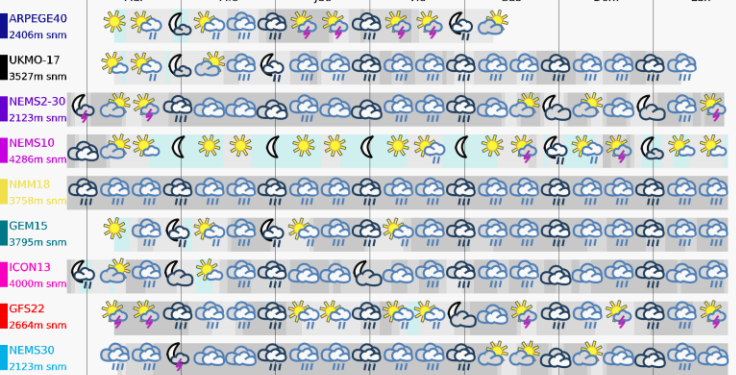 ARPEGE40
2406m snm
UKMO-17
3527m snm
NEMS2-30
2123m snm
NEMS10
4286m snm
NMM18
3758m snm
GEM15
3795m snm
ICON13
4000m snm
GFS22
2664m snm
NEMS30
2123m snm